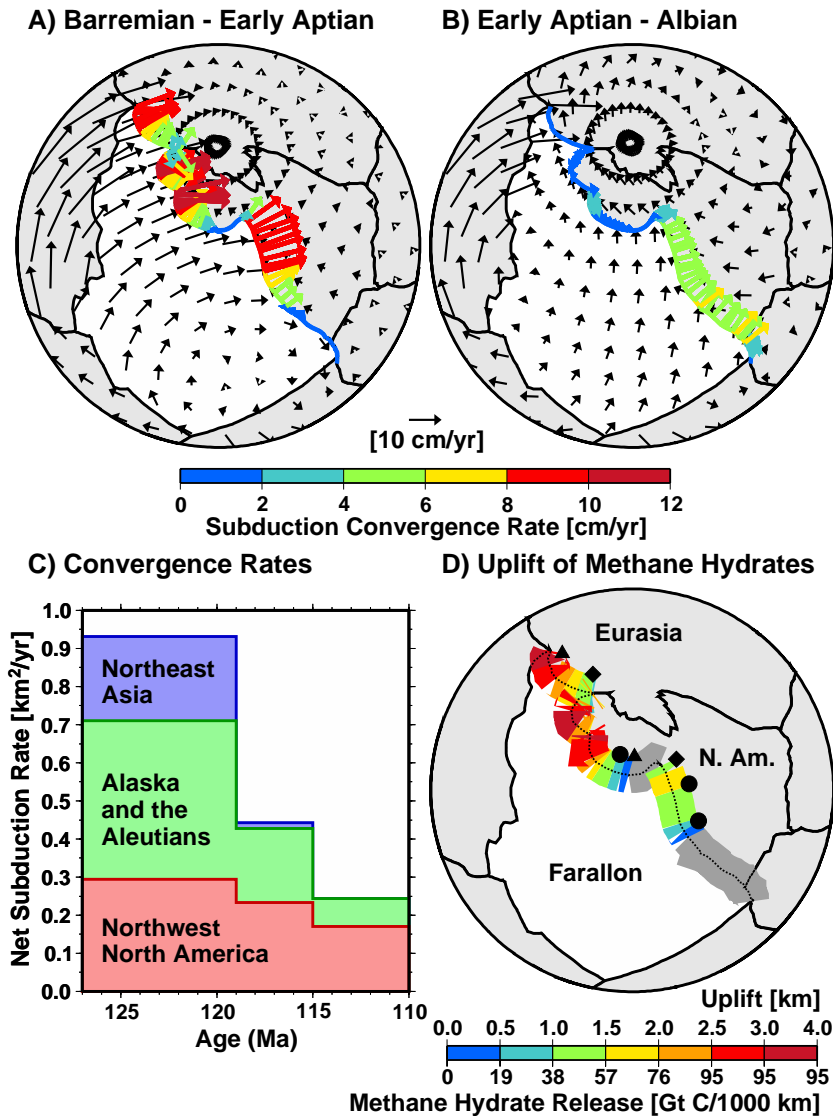 A) Barremian - Early Aptian
B) Early Aptian - Albian
[10 cm/yr]
0 2 4 6 8 10 12
Subduction Convergence Rate [cm/yr]
C) Convergence Rates
D) Uplift of Methane Hydrates
Net Subduction Rate [km²/yr]
1.0
0.9
0.8
0.7
0.6
0.5
0.4
0.3
0.2
0.1
0.0
Northeast
Asia
Alaska
and the
Aleutians
Northwest
North America
125 120 115 110
Age (Ma)
Eurasia
N. Am.
Farallon
Uplift [km]
0.0 0.5 1.0 1.5 2.0 2.5 3.0 4.0
0 19 38 57 76 95 95 95
Methane Hydrate Release [Gt C/1000 km]